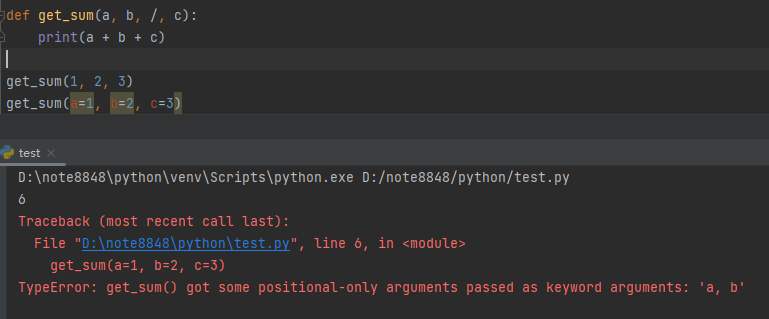 def get_sum(a, b, /, c):
    print(a + b + c)
get_sum(1, 2, 3)
get_sum(a=1, b=2, c=3)
test
D:\note8848\python\venv\Scripts\python.exe D:/note8848/python/test.py
6
Traceback (most recent call last):
  File "D:\note8848\python\test.py", line 6, in <module>
    get_sum(a=1, b=2, c=3)
TypeError: get_sum() got some positional-only arguments passed as keyword arguments: 'a, b'